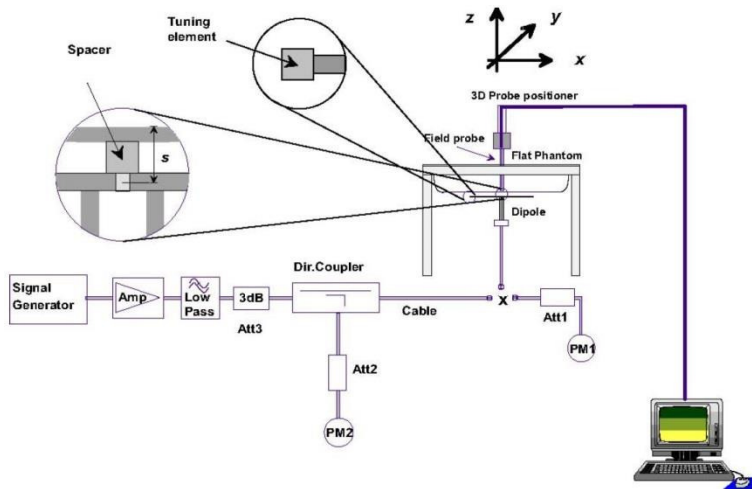 Tuning
element
Spacer
s
z
y
x
3D Probe positioner
Field probe
Flat Phantom
Dipole
Signal
Generator
Amp
Low
Pass
3dB
Att3
Dir.Coupler
Cable
x
Att1
PM1
Att2
PM2